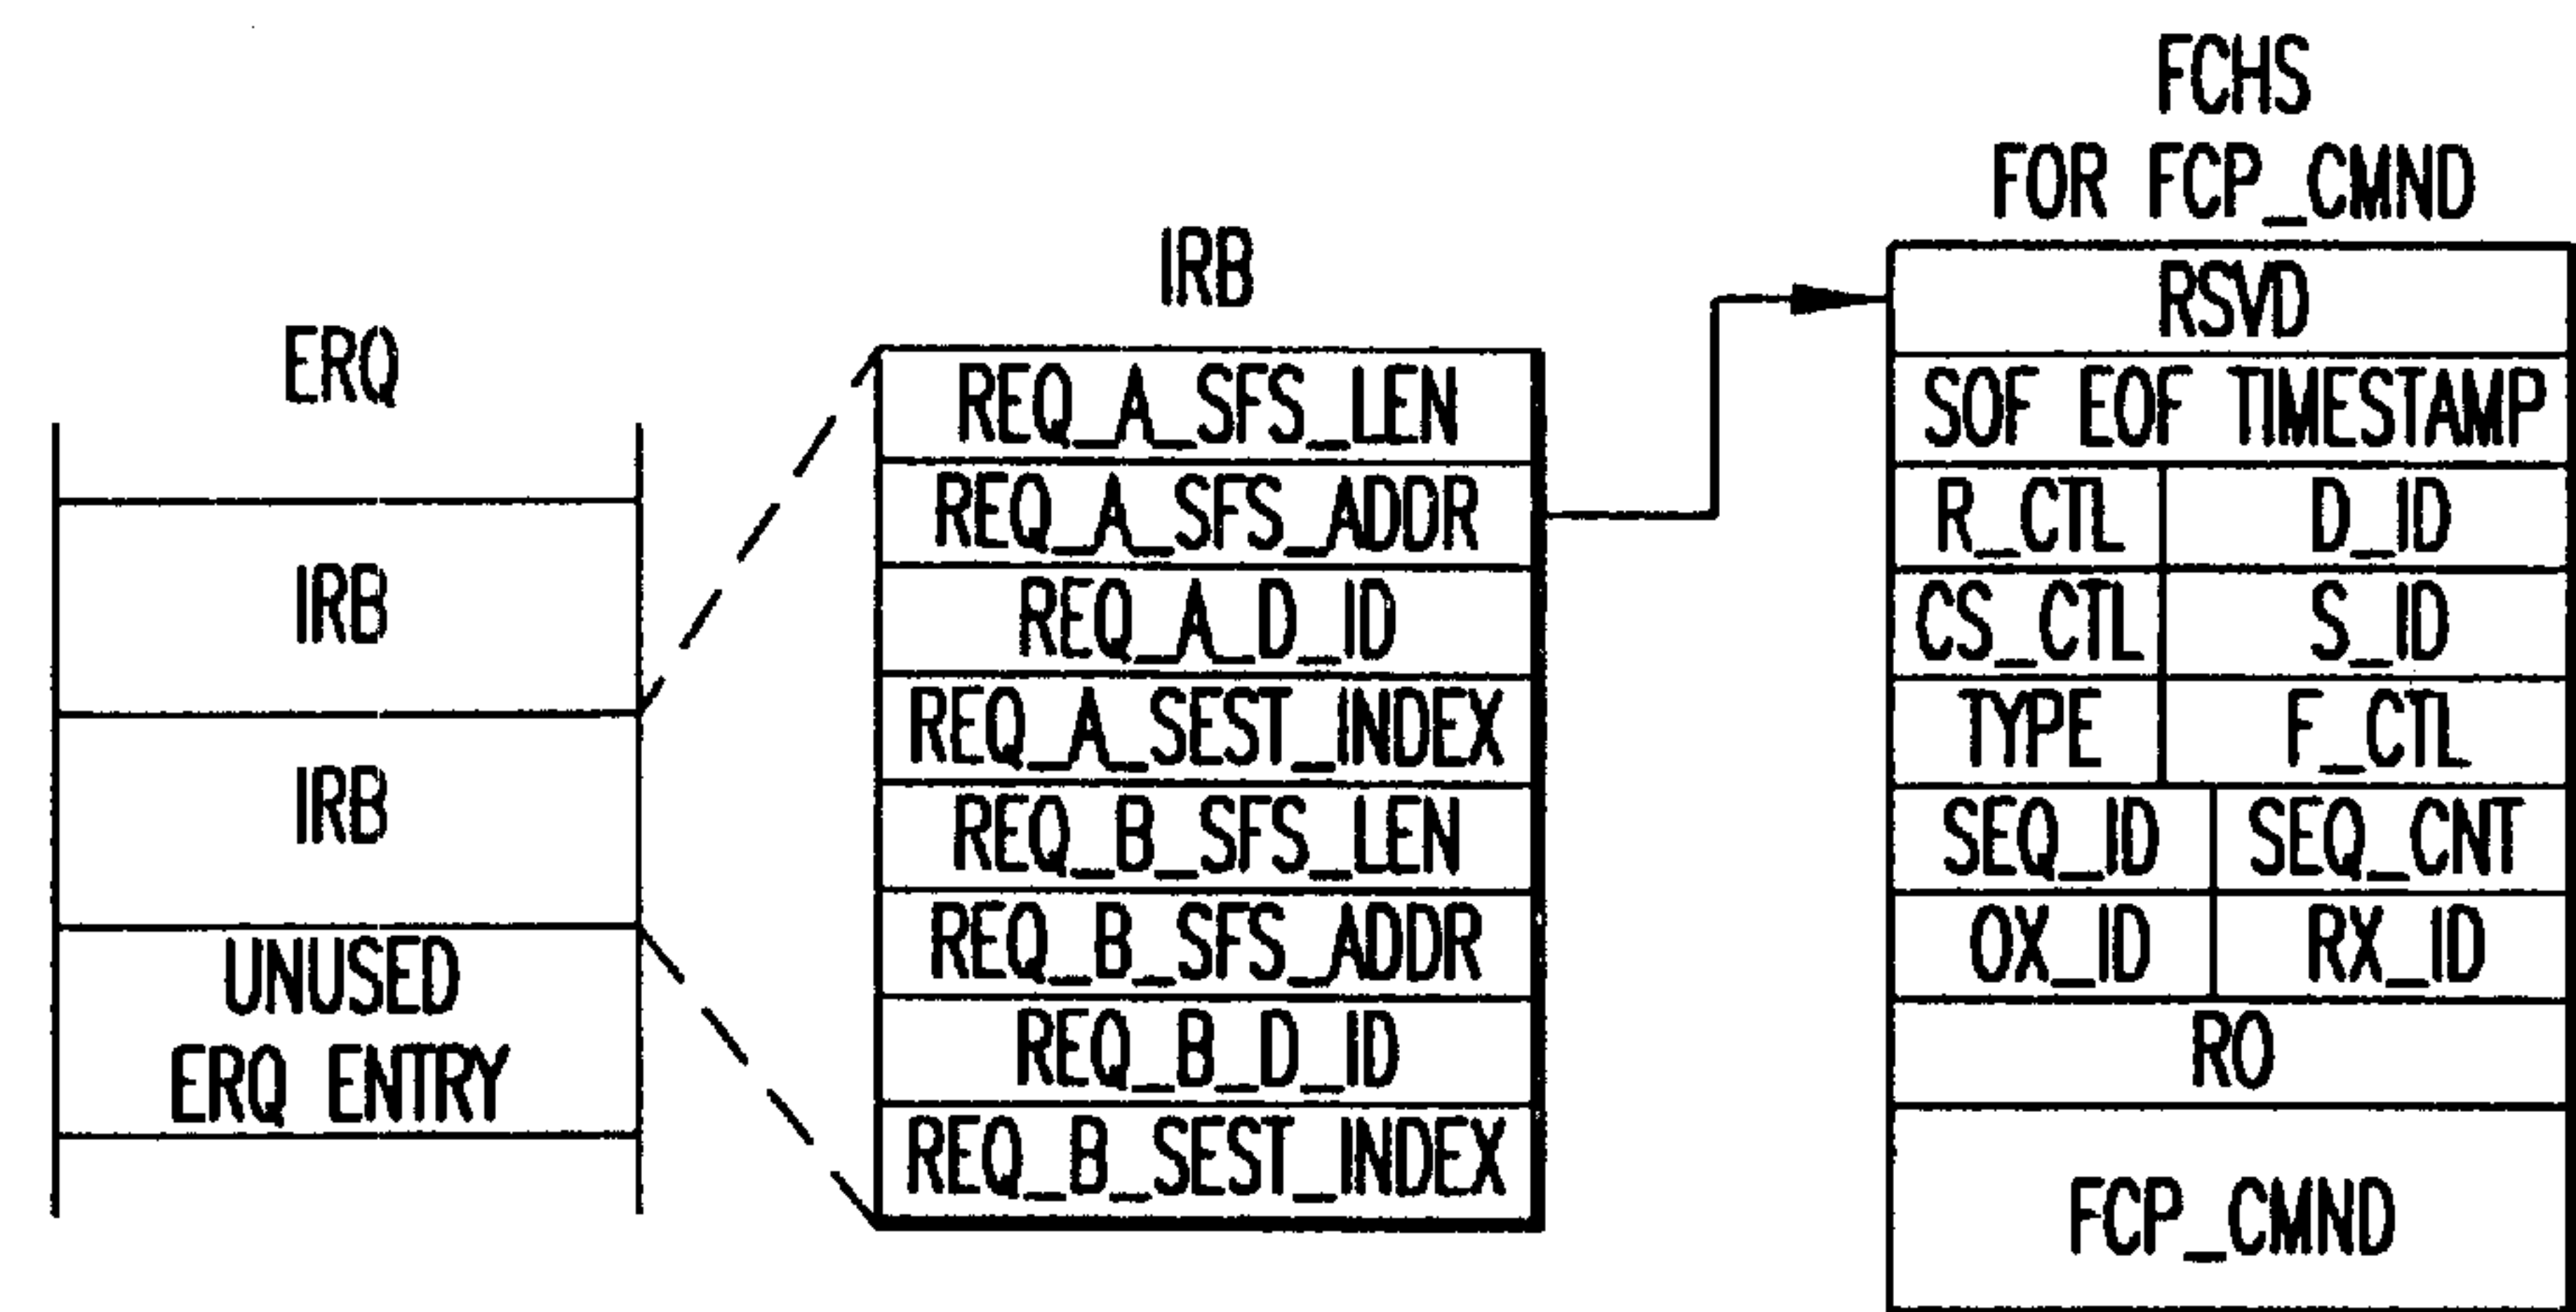 ERQ
IRB
IRB
UNUSED
ERQ ENTRY
IRB
REQ_A_SFS_LEN
REQ_A_SFS_ADDR
REQ_A_D_ID
REQ_A_SEST_INDEX
REQ_B_SFS_LEN
REQ_B_SFS_ADDR
REQ_B_D_ID
REQ_B_SEST_INDEX
FCHS
FOR FCP_CMND
RSVD
SOF EOF TIMESTAMP
R_CTL D_ID
CS_CTL S_ID
TYPE F_CTL
SEQ_ID SEQ_CNT
OX_ID RX_ID
RO
FCP_CMND